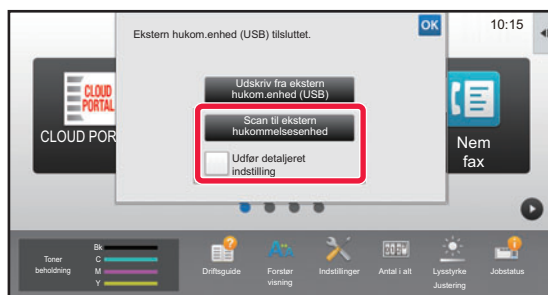 Ekstern hukom.enhed (USB) tilsluttet.
OK
10:15
Udskriv fra ekstern
hukom.enhed (USB)
Scan til ekstern
hukommelsesenhed
Udfør detaljeret
indstilling
CLOUD
PORTAL
CLOUD POR
Nem
fax
Toner
beholdning
Bk
C
M
Y
Driftsguide
Forstør
visning
Indstillinger
Antal i alt
Lysstyrke
Justering
Jobstatus